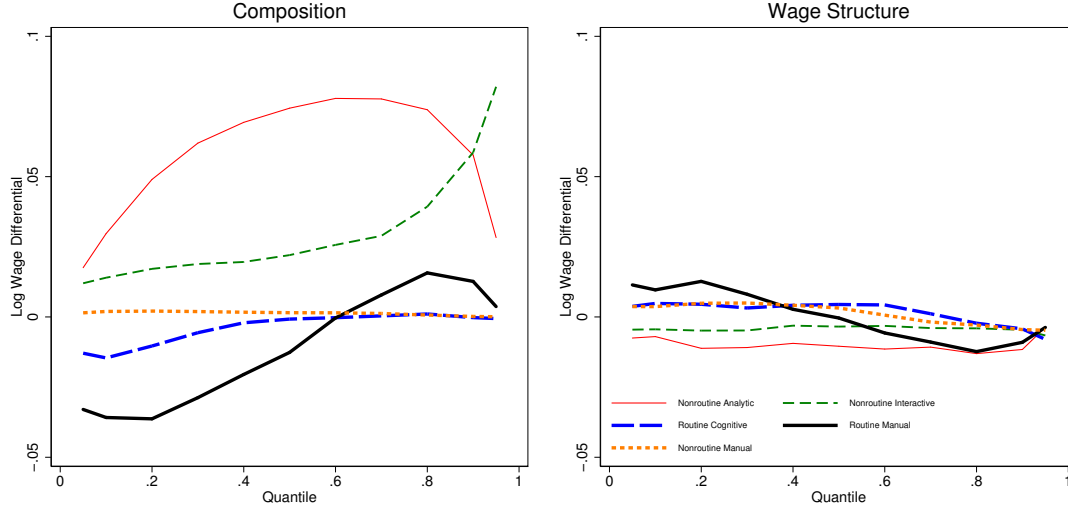 Composition
Log Wage Differential
.1
.05
0
-.05
0 .2 .4 .6 .8 1
Quantile
Wage Structure
Log Wage Differential
.1
.05
0
-.05
Nonroutine Analytic Nonroutine Interactive
Routine Cognitive Routine Manual
Nonroutine Manual
0 .2 .4 .6 .8 1
Quantile